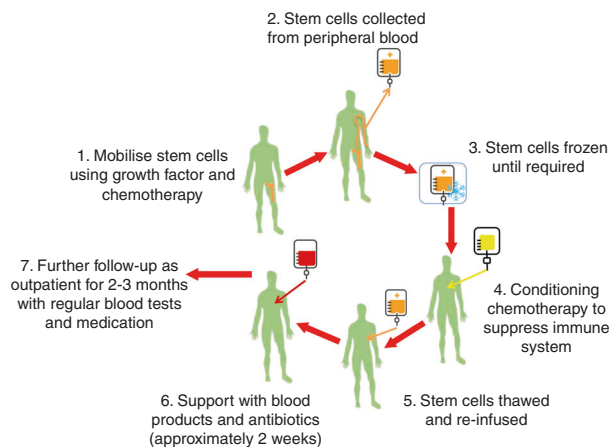 2. Stem cells collected
from peripheral blood
1. Mobilise stem cells
using growth factor and
chemotherapy
3. Stem cells frozen
until required
4. Conditioning
chemotherapy to
suppress immune
system
5. Stem cells thawed
and re-infused
6. Support with blood
products and antibiotics
(approximately 2 weeks)
7. Further follow-up as
outpatient for 2-3 months
with regular blood tests
and medication